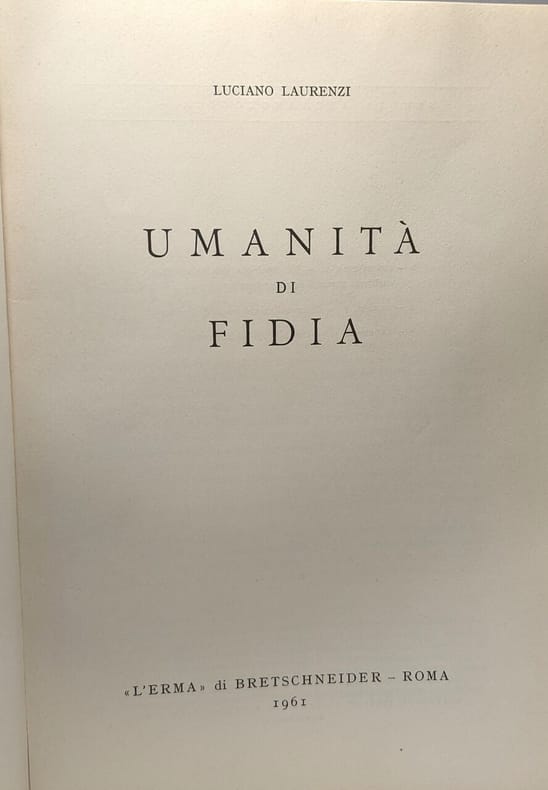 LUCIANO LAURENZI
UMANITÀ
DI
FIDIA
«L'ERMA» di BRETSCHNEIDER – ROMA
1961